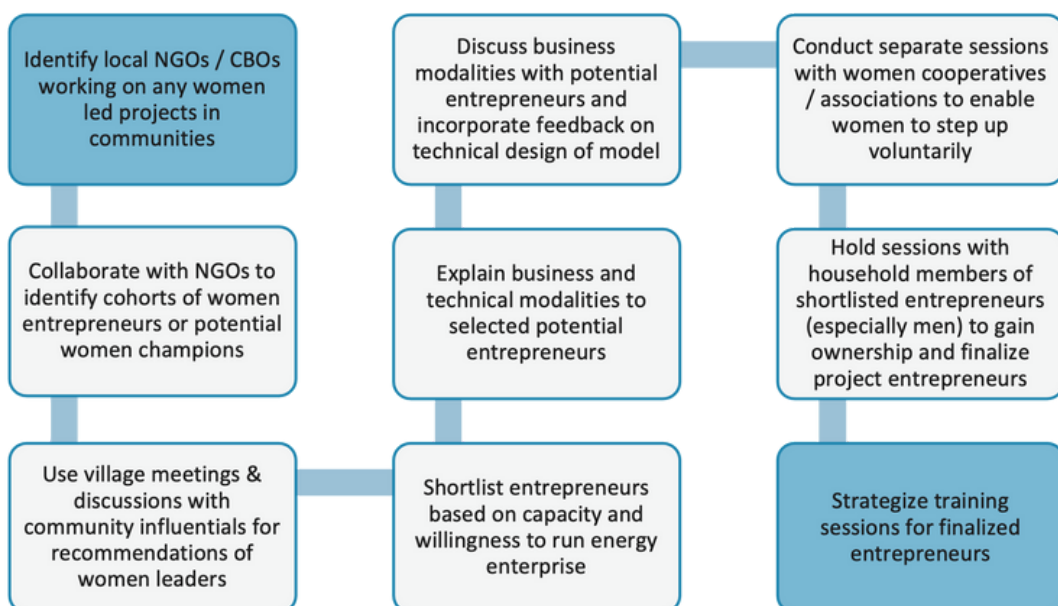 Identify local NGOs / CBOs
working on any women
led projects in
communities
Collaborate with NGOs to
identify cohorts of women
entrepreneurs or potential
women champions
Use village meetings &
discussions with
community influentials for
recommendations of
women leaders
Shortlist entrepreneurs
based on capacity and
willingness to run energy
enterprise
Explain business and
technical modalities to
selected potential
entrepreneurs
Discuss business
modalities with potential
entrepreneurs and
incorporate feedback on
technical design of model
Conduct separate sessions
with women cooperatives
/ associations to enable
women to step up
voluntarily
Hold sessions with
household members of
shortlisted entrepreneurs
(especially men) to gain
ownership and finalize
project entrepreneurs
Strategize training
sessions for finalized
entrepreneurs